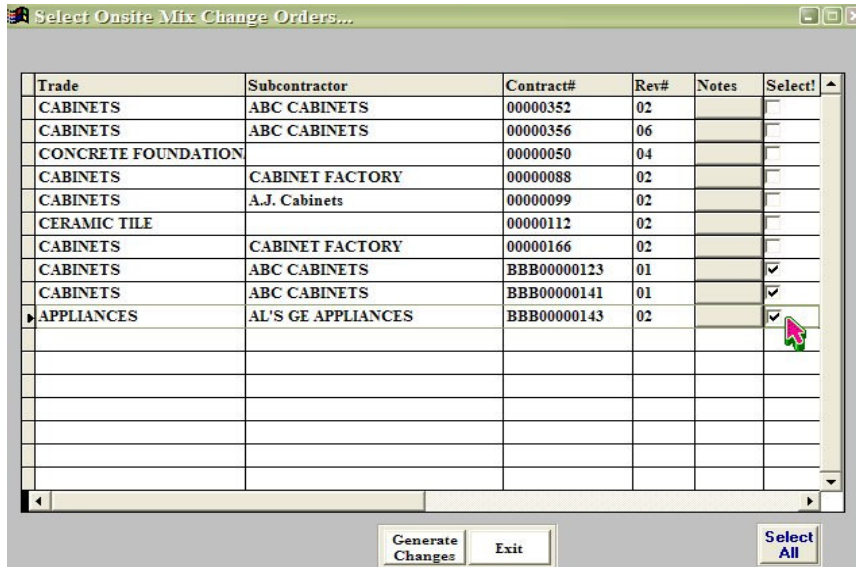 Select Onsite Mix Change Orders...
Trade Subcontractor Contract# Rev# Notes Select!
CABINETS ABC CABINETS 00000352 02
CABINETS ABC CABINETS 00000356 06
CONCRETE FOUNDATION. 00000050 04
CABINETS CABINET FACTORY 00000088 02
CABINETS A.J. Cabinets 00000099 02
CERAMIC TILE 00000112 02
CABINETS CABINET FACTORY 00000166 02
CABINETS ABC CABINETS BBB00000123 01
CABINETS ABC CABINETS BBB00000141 01
APPLIANCES AL'S GE APPLIANCES BBB00000143 02
Generate
Changes
Exit
Select
All